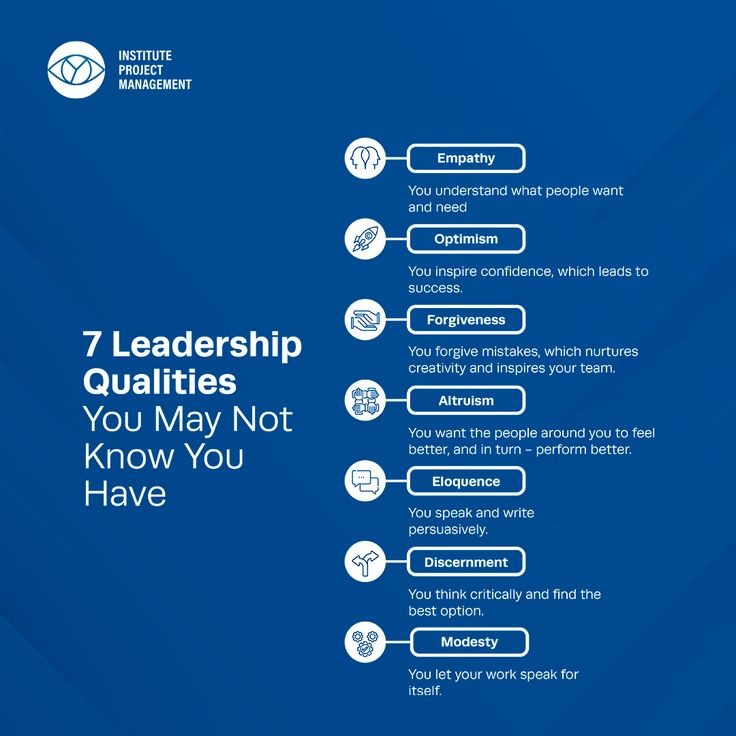 INSTITUTE
PROJECT
MANAGEMENT
7 Leadership
Qualities
You May Not
Know You
Have
Empathy
You understand what people want
and need
Optimism
You inspire confidence, which leads to
success.
Forgiveness
You forgive mistakes, which nurtures
creativity and inspires your team.
Altruism
You want the people around you to feel
better, and in turn - perform better.
Eloquence
You speak and write
persuasively.
Discernment
You think critically and find the
best option.
Modesty
You let your work speak for
itself.